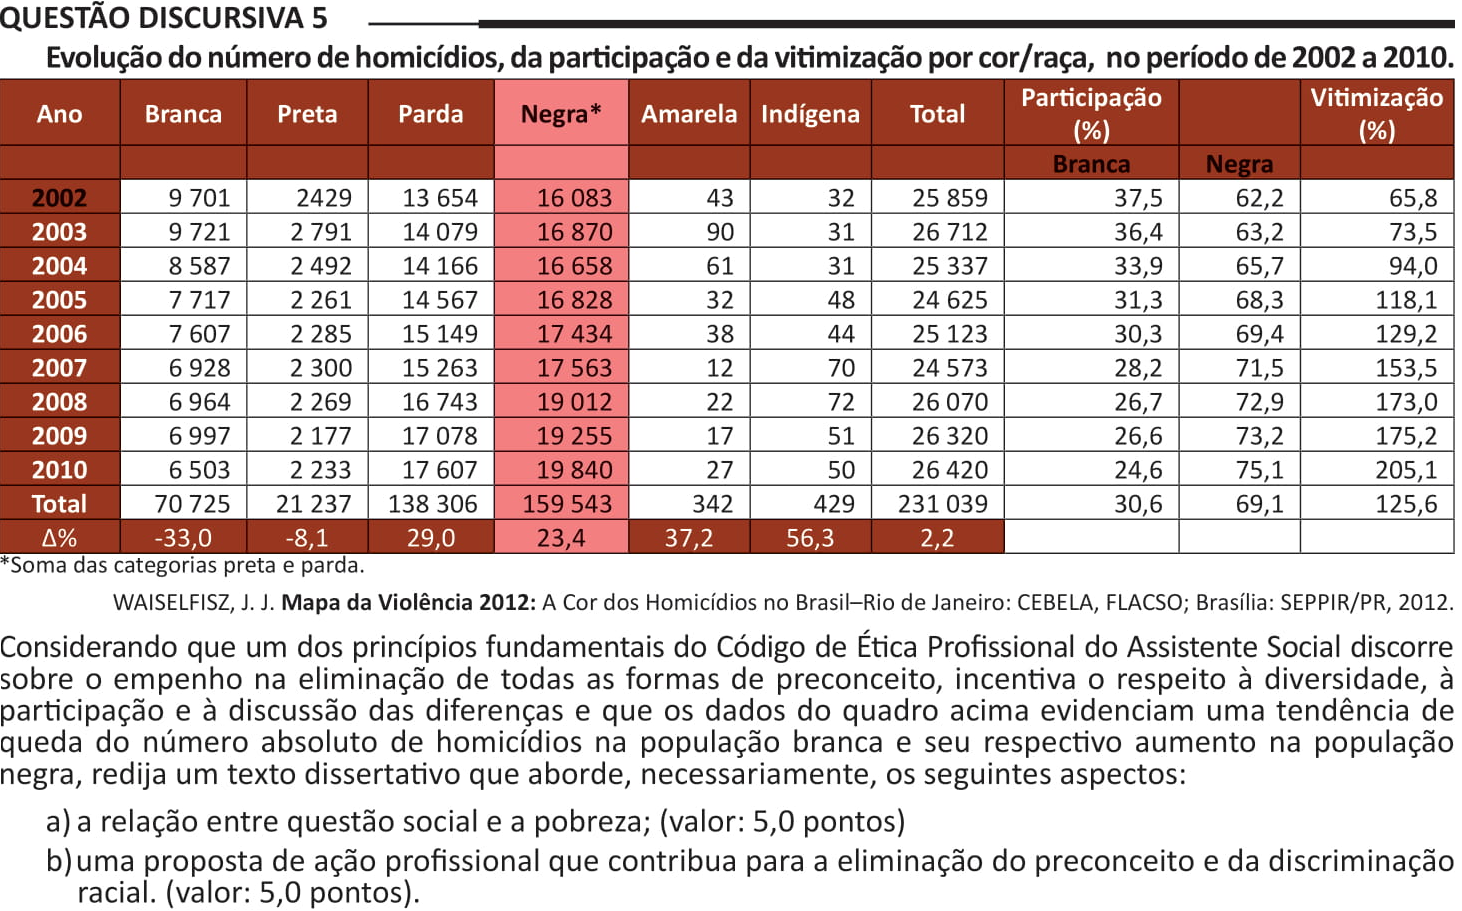 QUESTÃO DISCURSIVA 5
Evolução do número de homicídios, da participação e da vitimização por cor/raça, no período de 2002 a 2010.
Ano Branca Preta Parda Negra* Amarela Indígena Total Participação (%) Vitimização (%)
Branca Negra
2002 9 701 2429 13 654 16 083 43 32 25 859 37,5 62,2 65,8
2003 9 721 2 791 14 079 16 870 90 31 26 712 36,4 63,2 73,5
2004 8 587 2 492 14 166 16 658 61 31 25 337 33,9 65,7 94,0
2005 7 717 2 261 14 567 16 828 32 48 24 625 31,3 68,3 118,1
2006 7 607 2 285 15 149 17 434 38 44 25 123 30,3 69,4 129,2
2007 6 928 2 300 15 263 17 563 12 70 24 573 28,2 71,5 153,5
2008 6 964 2 269 16 743 19 012 22 72 26 070 26,7 72,9 173,0
2009 6 997 2 177 17 078 19 255 17 51 26 320 26,6 73,2 175,2
2010 6 503 2 233 17 607 19 840 27 50 26 420 24,6 75,1 205,1
Total 70 725 21 237 138 306 159 543 342 429 231 039 30,6 69,1 125,6
Δ% -33,0 -8,1 29,0 23,4 37,2 56,3 2,2
*Soma das categorias preta e parda.
WAISELFISZ, J. J. Mapa da Violência 2012: A Cor dos Homicídios no Brasil–Rio de Janeiro: CEBELA, FLACSO; Brasília: SEPPIR/PR, 2012.
Considerando que um dos princípios fundamentais do Código de Ética Profissional do Assistente Social discorre
sobre o empenho na eliminação de todas as formas de preconceito, incentiva o respeito à diversidade, à
participação e à discussão das diferenças e que os dados do quadro acima evidenciam uma tendência de
queda do número absoluto de homicídios na população branca e seu respectivo aumento na população
negra, redija um texto dissertativo que aborde, necessariamente, os seguintes aspectos:
a) a relação entre questão social e a pobreza; (valor: 5,0 pontos)
b) uma proposta de ação profissional que contribua para a eliminação do preconceito e da discriminação
racial. (valor: 5,0 pontos).